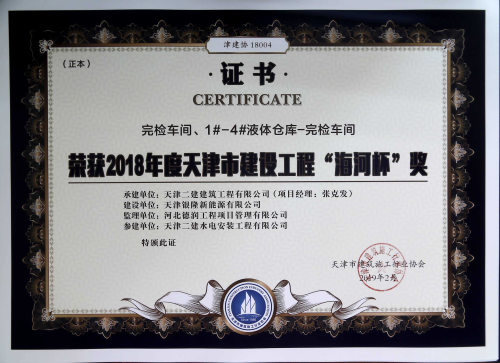 津建协 18004
(正本)
·证书·
CERTIFICATE
完检车间、1#-4#液体仓库-完检车间
荣获2018年度天津市建设工程“海河杯”奖
承建单位：天津二建建筑工程有限公司（项目经理：张克发）
建设单位：天津银隆新能源有限公司
监理单位：河北德润工程项目管理有限公司
参建单位：天津二建水电安装工程有限公司
特颁此证
天津市建筑施工行业协会
2019年2月